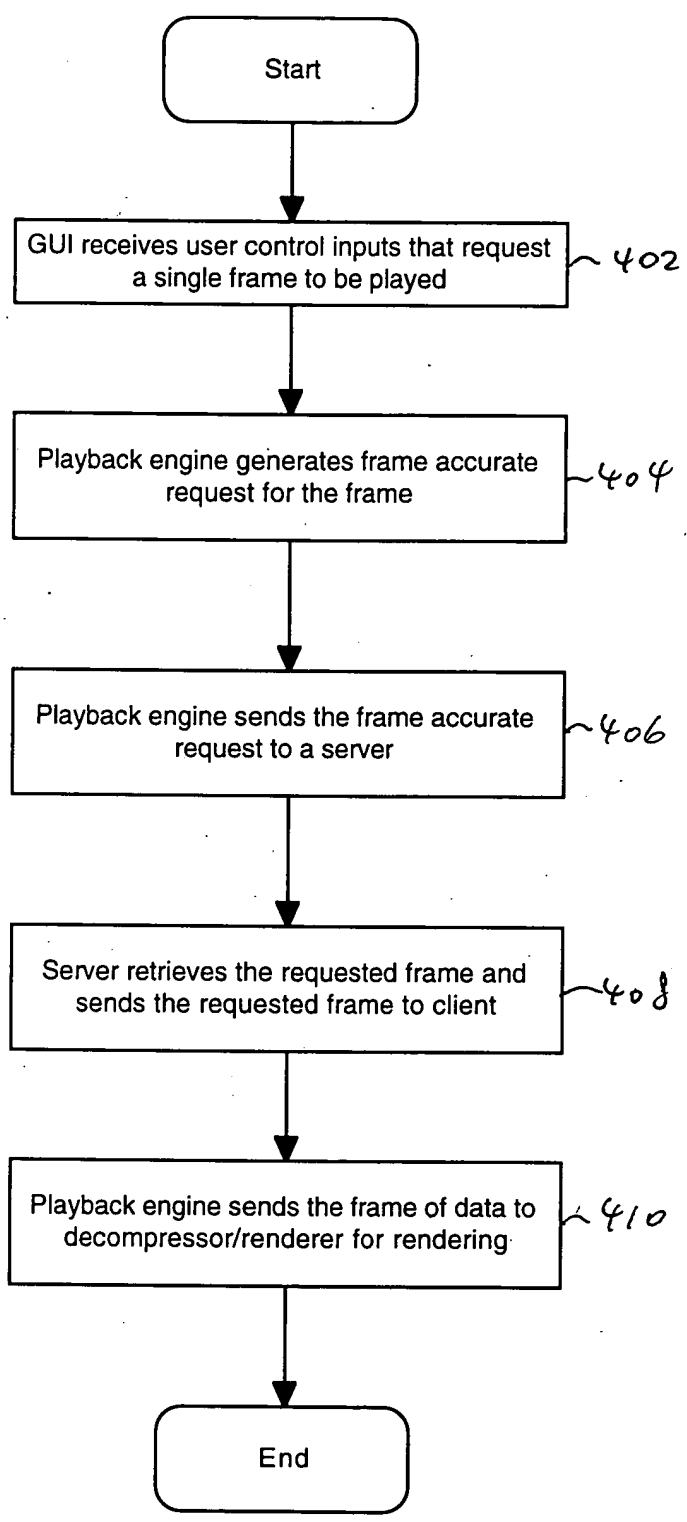 Start
GUI receives user control inputs that request
a single frame to be played
402
Playback engine generates frame accurate
request for the frame
404
Playback engine sends the frame accurate
request to a server
406
Server retrieves the requested frame and
sends the requested frame to client
408
Playback engine sends the frame of data to
decompressor/renderer for rendering
410
End